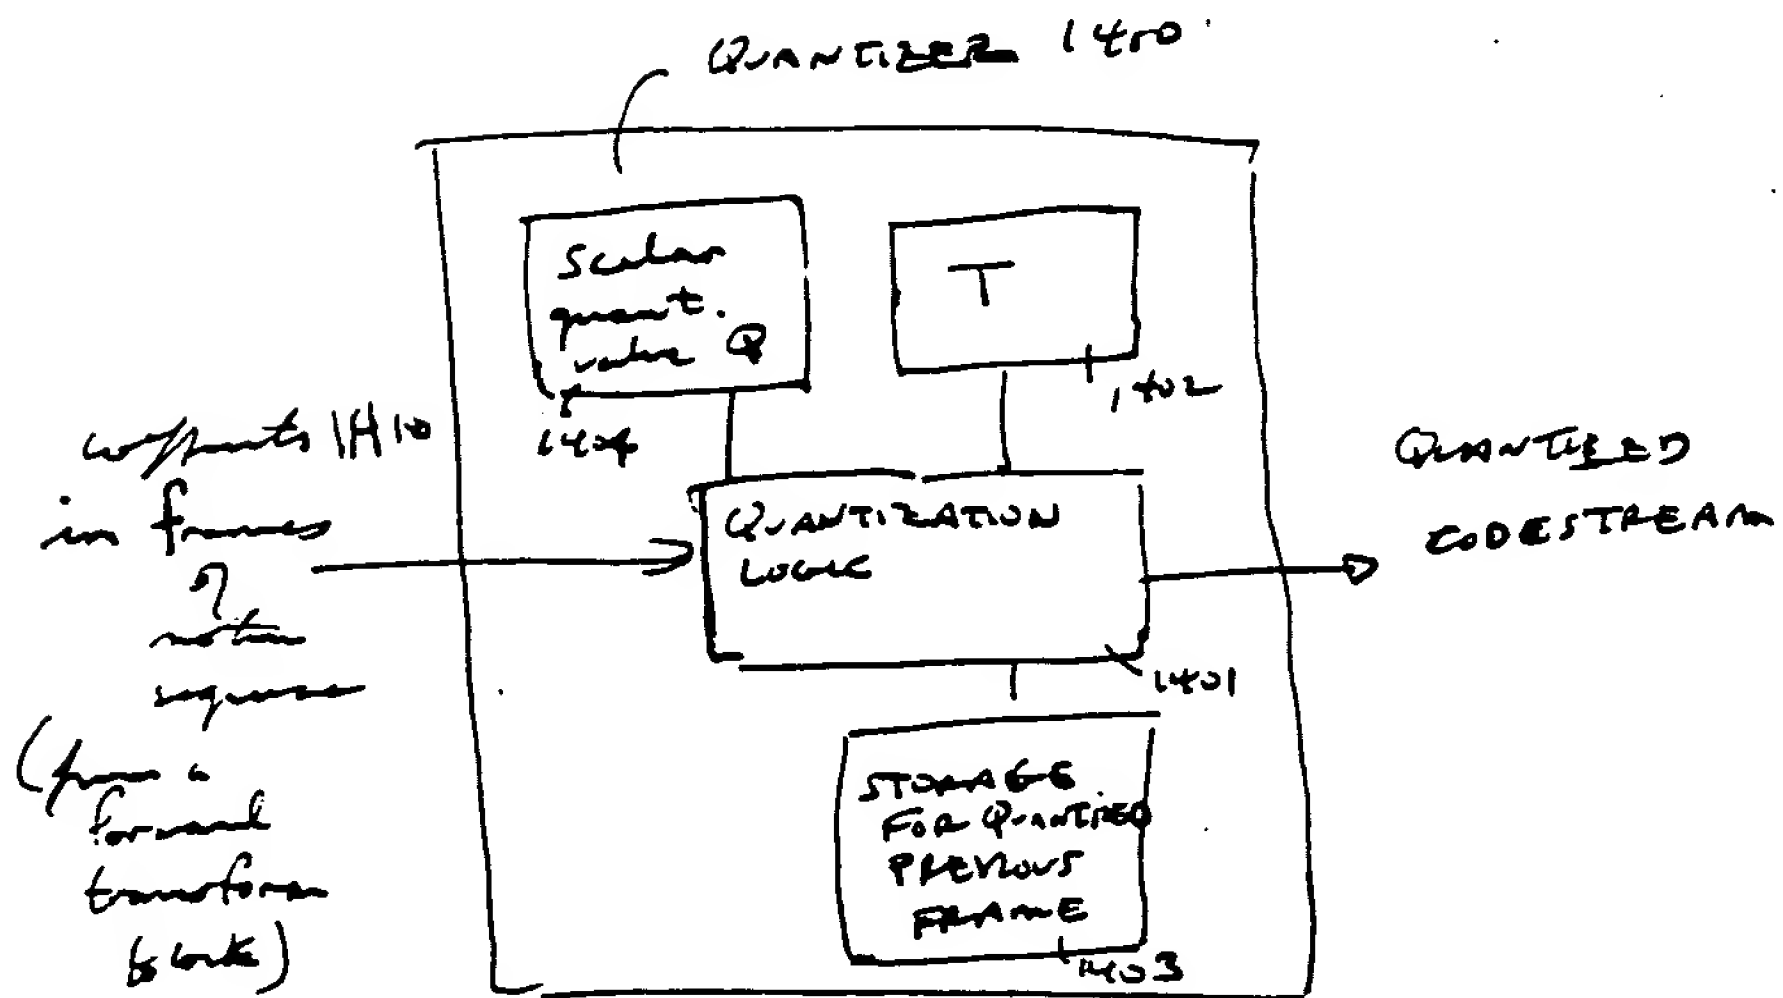 QUANTIZER 1400
Scalar
quant.
value Q
1404
T
1402
coefficients 1410
in frames
of
motion
sequence
(from a
forward
transform
block)
QUANTIZATION
LOGIC
1401
QUANTIZED
CODESTREAM
STORAGE
FOR QUANTIZED
PREVIOUS
FRAME
1403